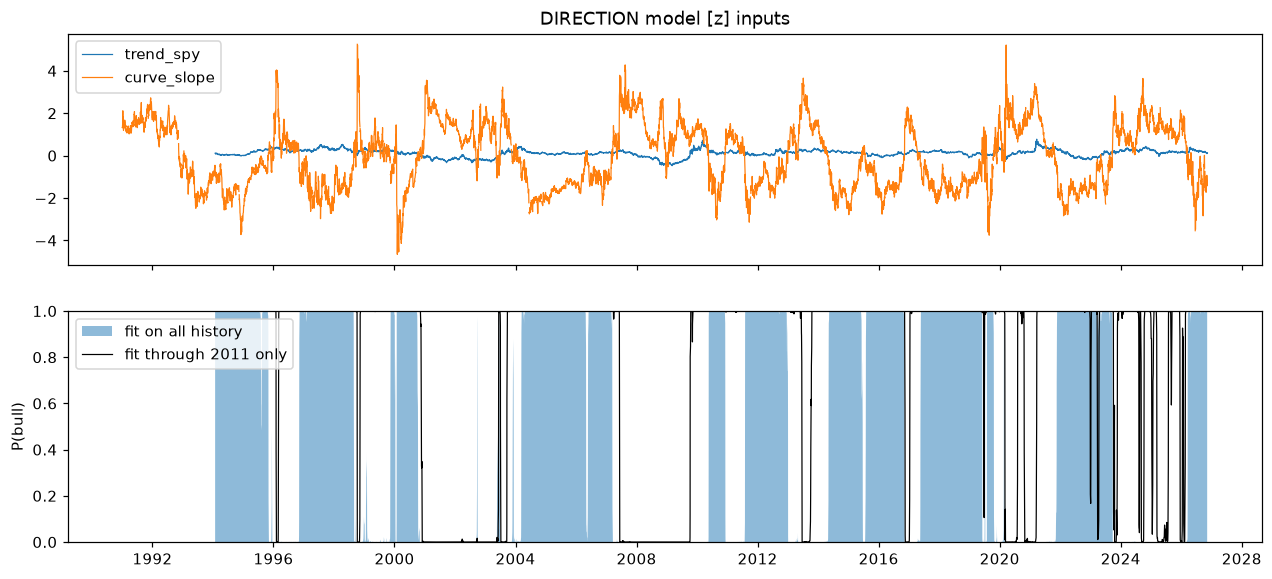 DIRECTION model [z] inputs
trend_spy
curve_slope
4
2
0
−2
−4
fit on all history
fit through 2011 only
P(bull)
1.0
0.8
0.6
0.4
0.2
0.0
1992 1996 2000 2004 2008 2012 2016 2020 2024 2028